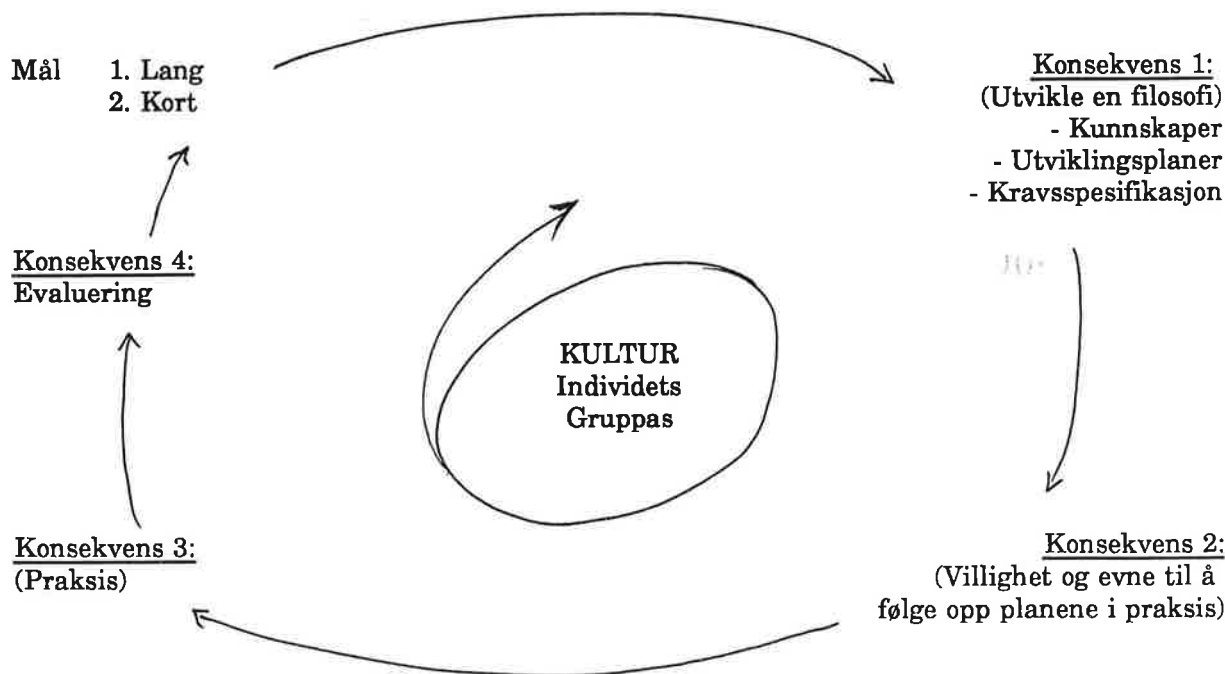 Mål 1. Lang
2. Kort
Konsekvens 1:
(Utvikle en filosofi)
- Kunnskaper
- Utviklingsplaner
- Kravsspesifikasjon
Konsekvens 4:
Evaluering
KULTUR
Individets
Gruppas
Konsekvens 3:
(Praksis)
Konsekvens 2:
(Villighet og evne til å
følge opp planene i praksis)